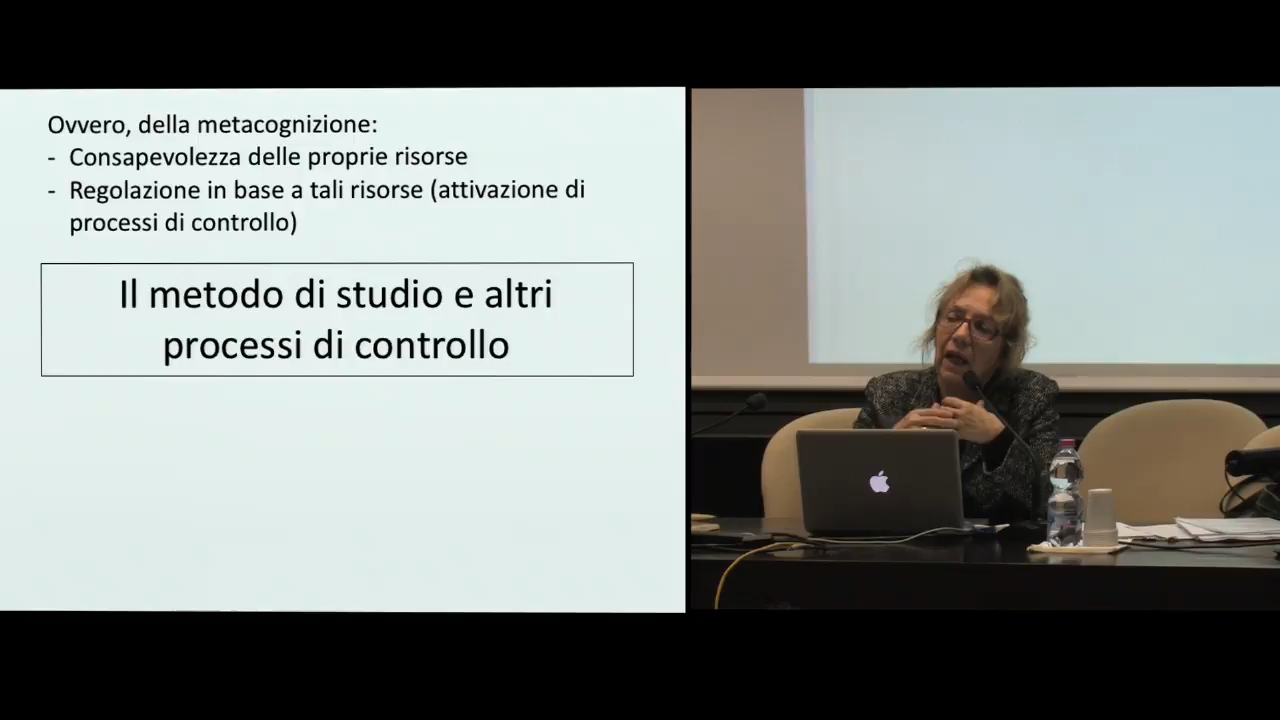 Ovvero, della metacognizione:
- Consapevolezza delle proprie risorse
- Regolazione in base a tali risorse (attivazione di
processi di controllo)
Il metodo di studio e altri
processi di controllo